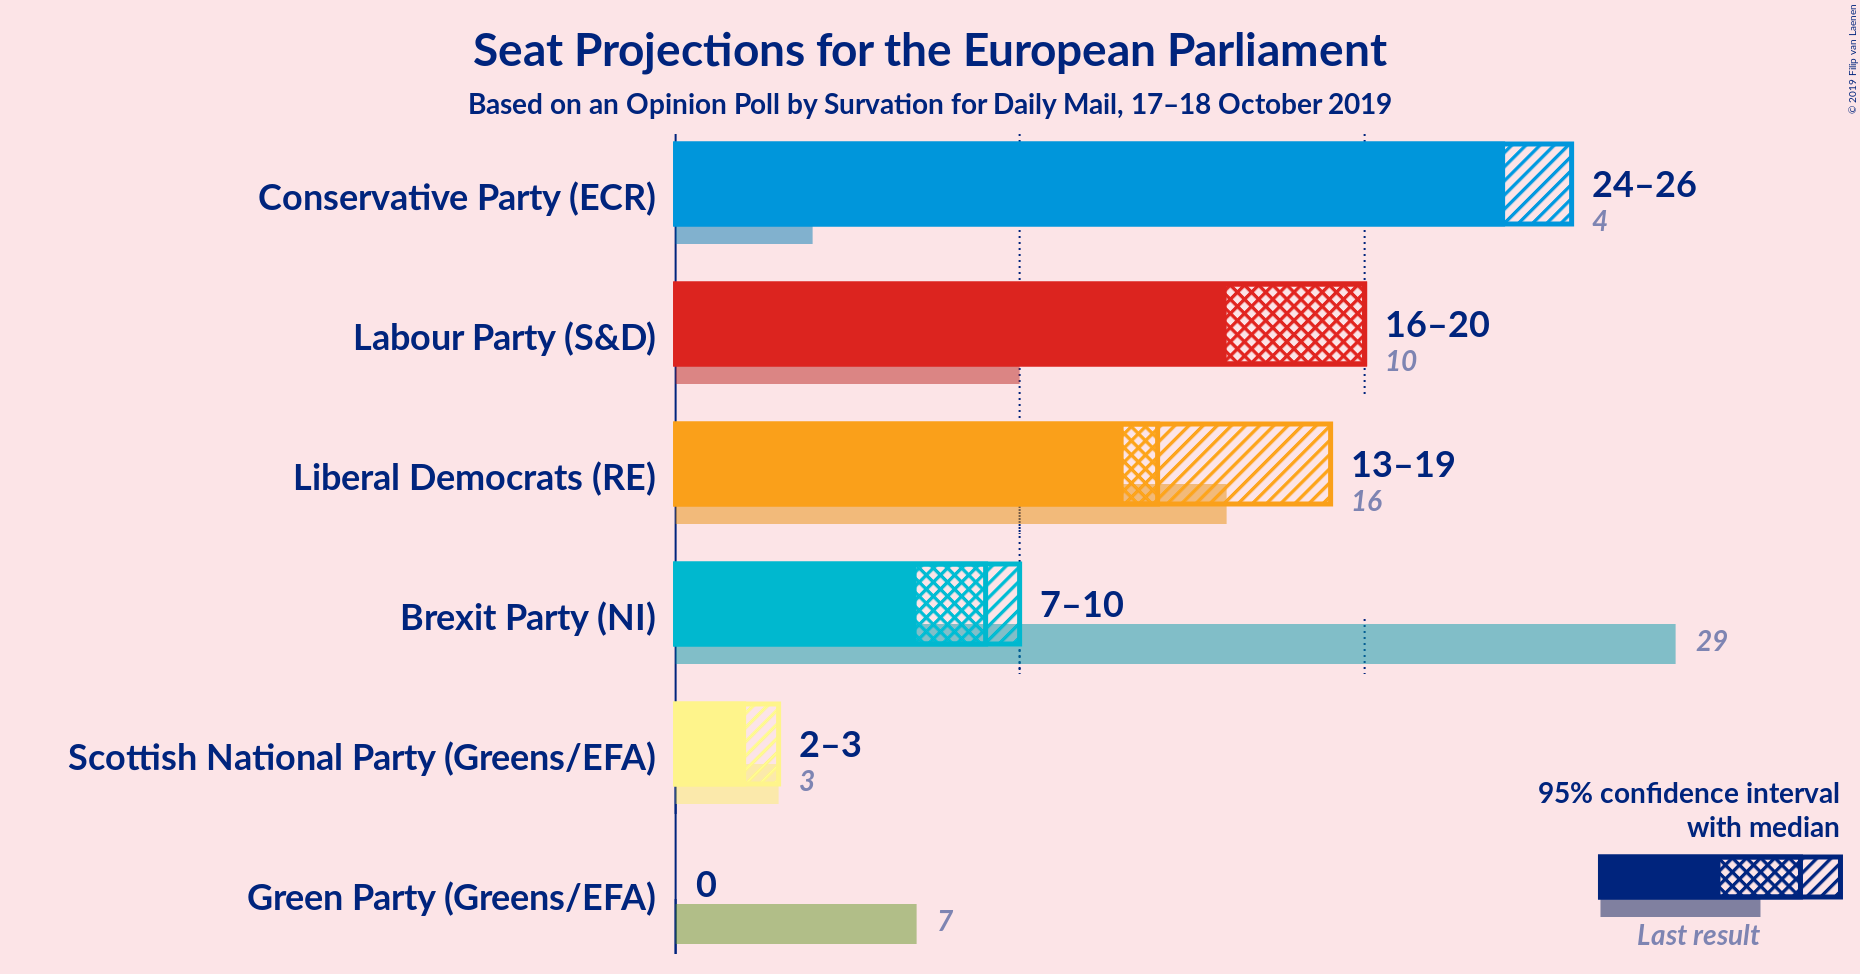 Seat Projections for the European Parliament
Based on an Opinion Poll by Survation for Daily Mail, 17–18 October 2019
© 2019 Filip van Laenen
Conservative Party (ECR)
24–26
4
Labour Party (S&D)
16–20
10
Liberal Democrats (RE)
13–19
16
Brexit Party (NI)
7–10
29
Scottish National Party (Greens/EFA)
2–3
3
Green Party (Greens/EFA)
0
7
95% confidence interval
with median
Last result